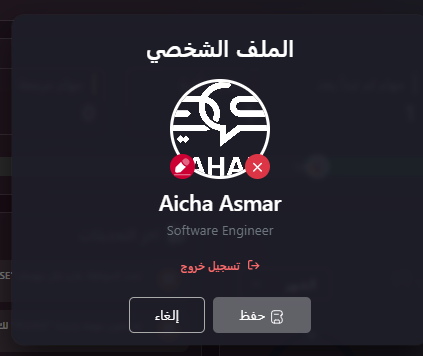 الملف الشخصي
AHA
Aicha Asmar
Software Engineer
تسجيل خروج
حفظ
إلغاء